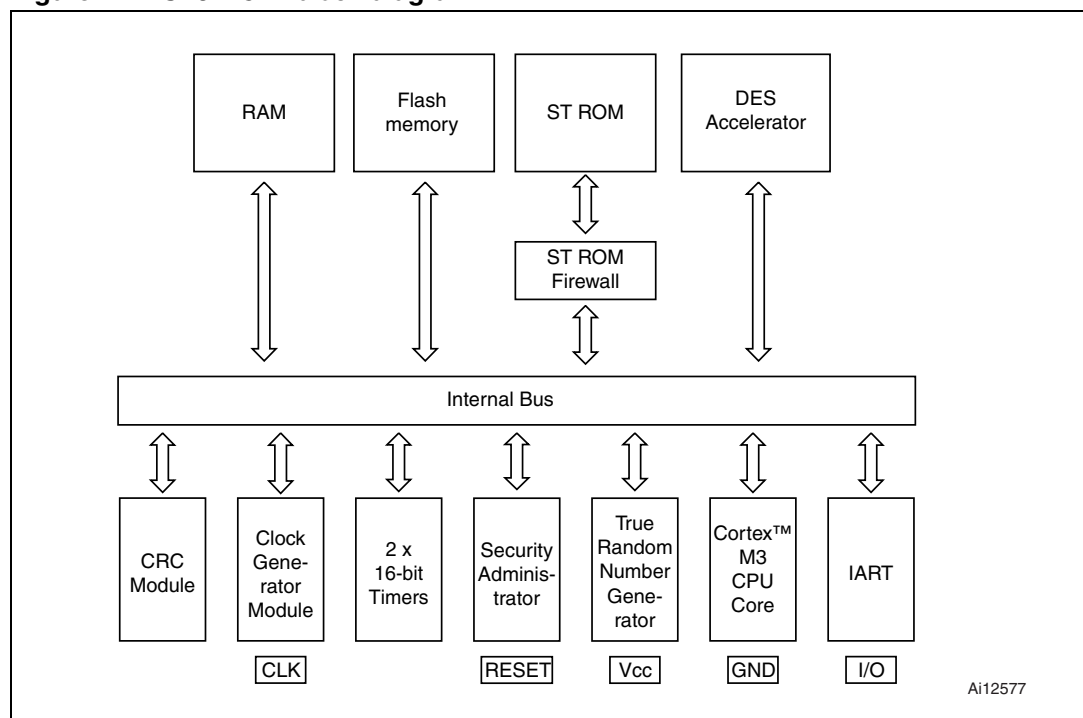 RAM
Flash
memory
ST ROM
DES
Accelerator
ST ROM
Firewall
Internal Bus
CRC
Module
Clock
Gene-
rator
Module
2 x
16-bit
Timers
Security
Adminis-
trator
True
Random
Number
Gene-
rator
Cortex™
M3
CPU
Core
IART
CLK
RESET
Vcc
GND
I/O
Ai12577